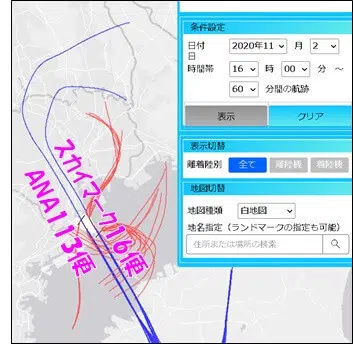 条件設定
日付 2020年11 月 2
日
時間帯 16 時 00 分 ～
60 分間の航跡
表示 クリア
表示切替
離着陸別 全て 離陸機 着陸機
地図切替
地図種類 白地図
地名指定(ランドマークの指定も可能)
住所または場所の検索
スカイマーク16便
ANA113便